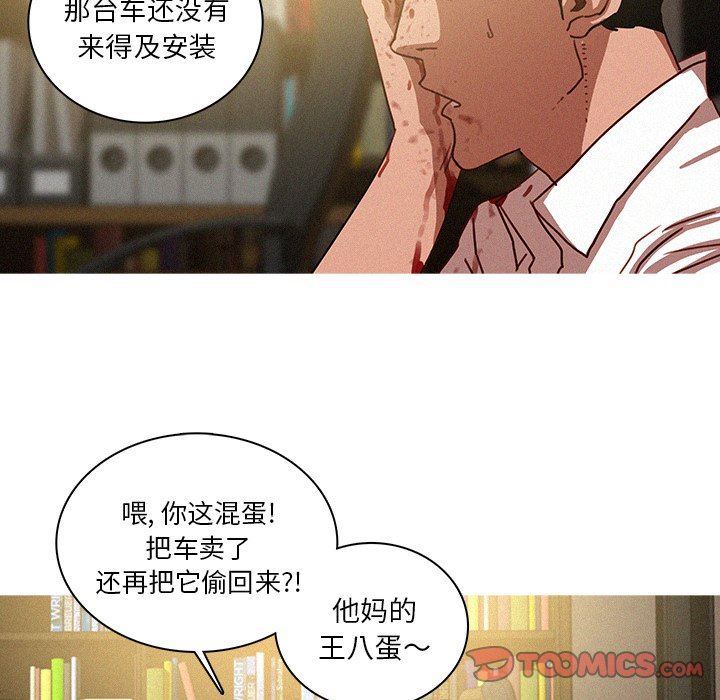 那台车还没有
来得及安装
喂, 你这混蛋!
把车卖了
还再把它偷回来?!
他妈的
王八蛋～
TOOMICS.COM